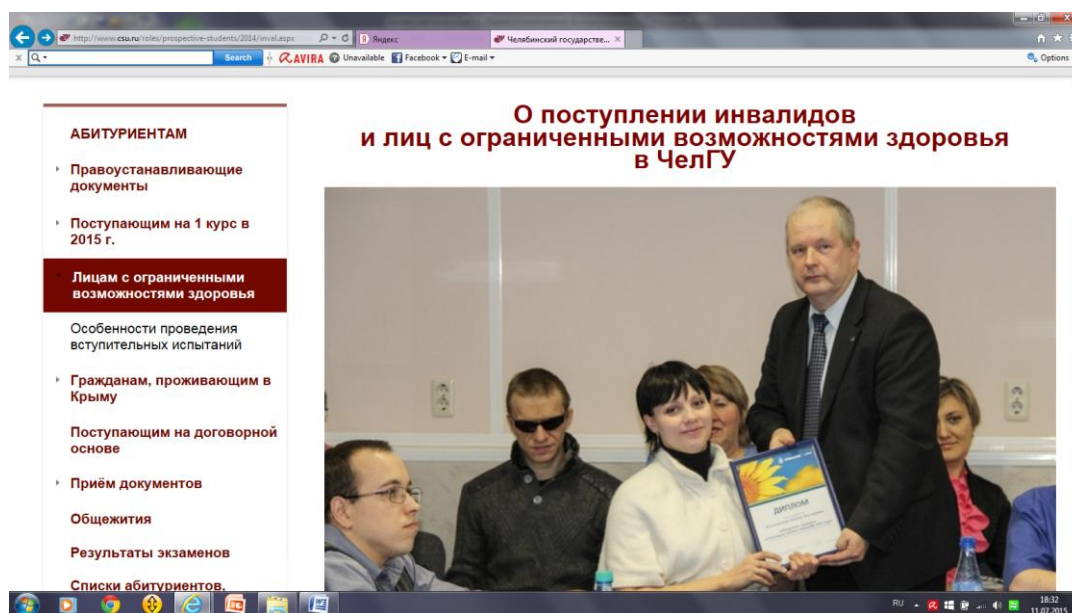 http://www.csu.ru/roles/prospective-students/2014/inval.aspx
Яндекс
Челябинский государстве...
Search
AVIRA
Unavailable
Facebook
E-mail
Options
О поступлении инвалидов
и лиц с ограниченными возможностями здоровья
в ЧелГУ
АБИТУРИЕНТАМ
Правоустанавливающие
документы
Поступающим на 1 курс в
2015 г.
Лицам с ограниченными
возможностями здоровья
Особенности проведения
вступительных испытаний
Гражданам, проживающим в
Крыму
Поступающим на договорной
основе
Приём документов
Общежития
Результаты экзаменов
Списки абитуриентов,
ДИПЛОМ
RU
18:32
11.07.2015